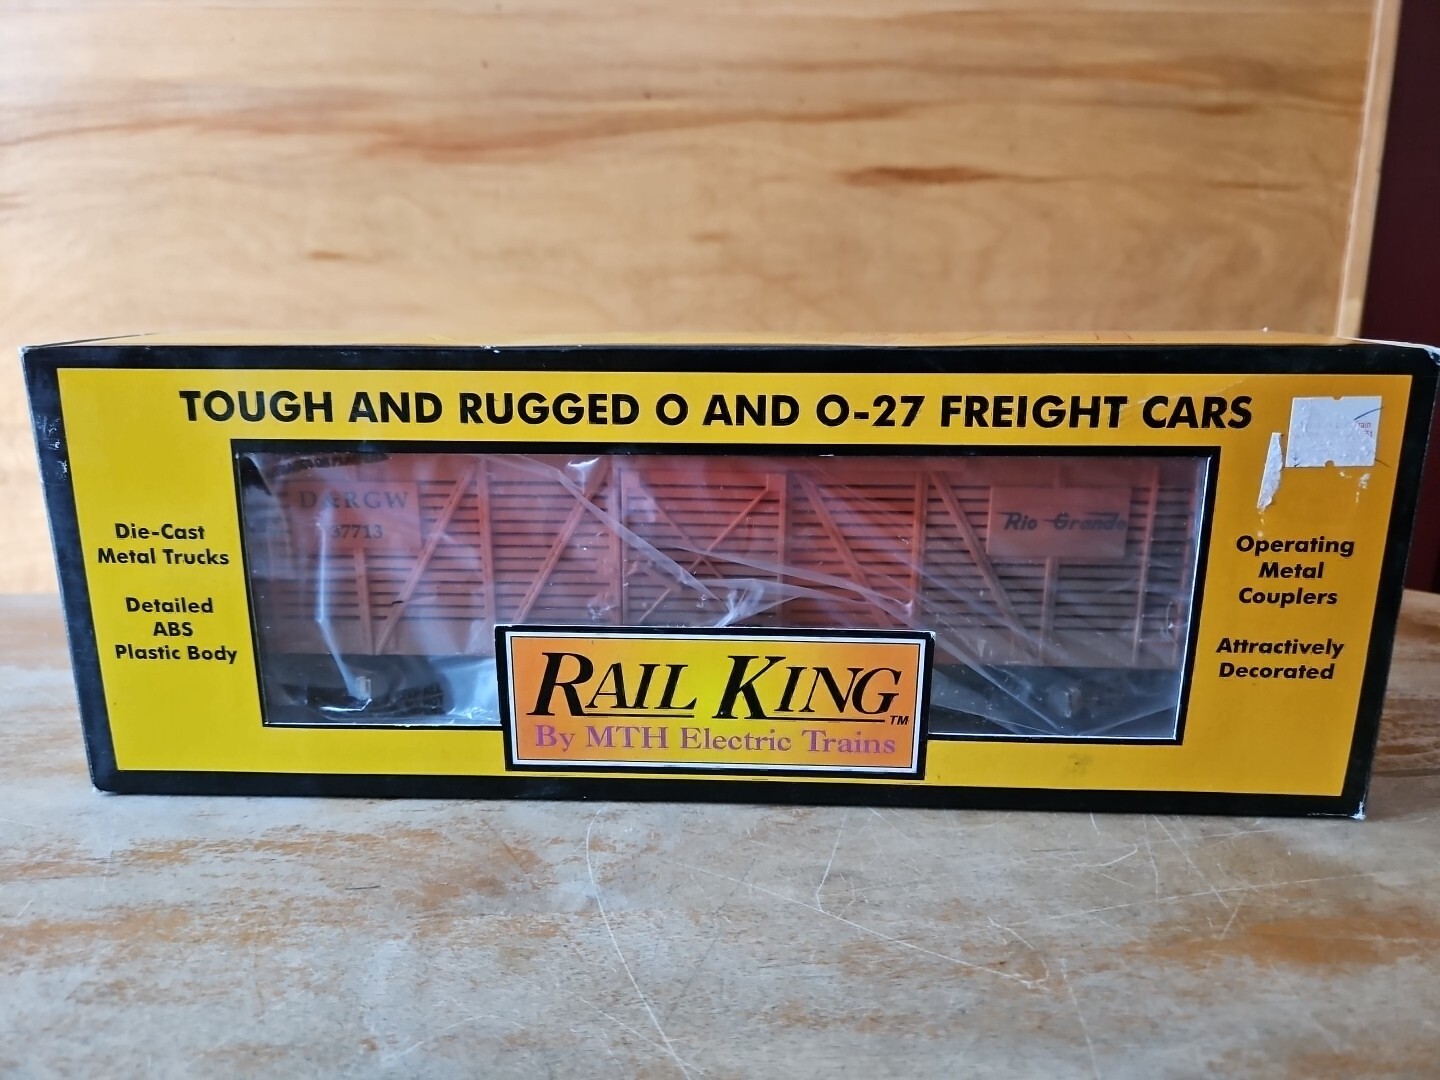 TOUGH AND RUGGED O AND O-27 FREIGHT CARS
Die-Cast
Metal Trucks
Detailed
ABS
Plastic Body
D&RGW
37713
Rio Grande
Operating
Metal
Couplers
Attractively
Decorated
RAIL KING TM
By MTH Electric Trains